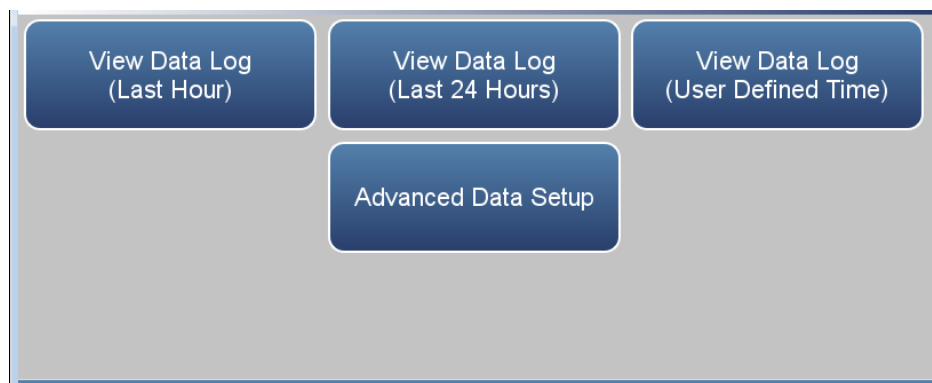 View Data Log
(Last Hour)
View Data Log
(Last 24 Hours)
View Data Log
(User Defined Time)
Advanced Data Setup